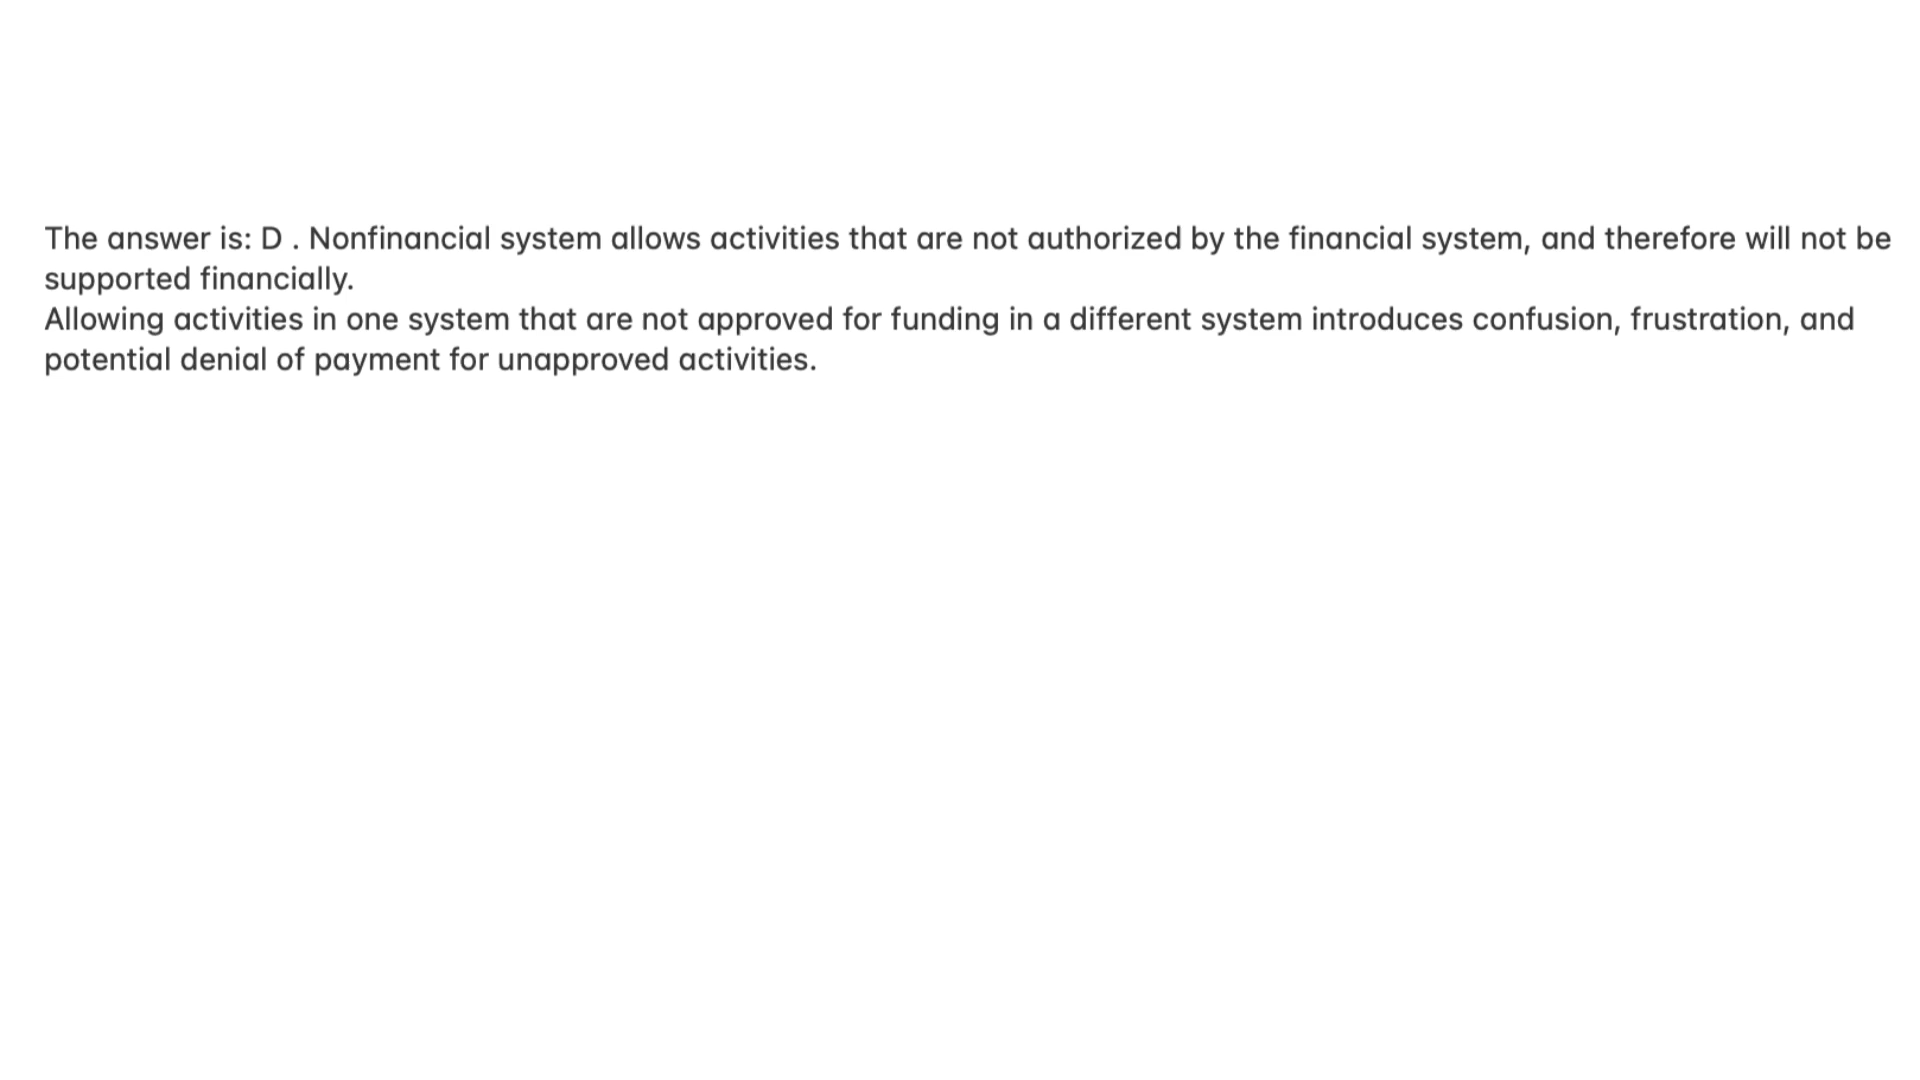 The answer is: D . Nonfinancial system allows activities that are not authorized by the financial system, and therefore will not be
supported financially.
Allowing activities in one system that are not approved for funding in a different system introduces confusion, frustration, and
potential denial of payment for unapproved activities.